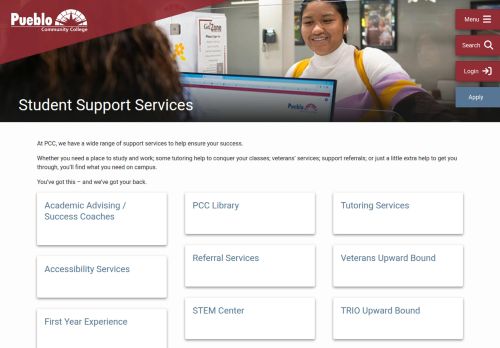 Pueblo
Community College
Menu
Search
Login
Apply
Go Zone
Pueblo
Student Support Services
At PCC, we have a wide range of support services to help ensure your success.
Whether you need a place to study and work; some tutoring help to conquer your classes; veterans' services; support referrals; or just a little extra help to get you
through, you'll find what you need on campus.
You've got this – and we've got your back.
Academic Advising /
Success Coaches
PCC Library
Tutoring Services
Accessibility Services
Referral Services
Veterans Upward Bound
First Year Experience
STEM Center
TRIO Upward Bound